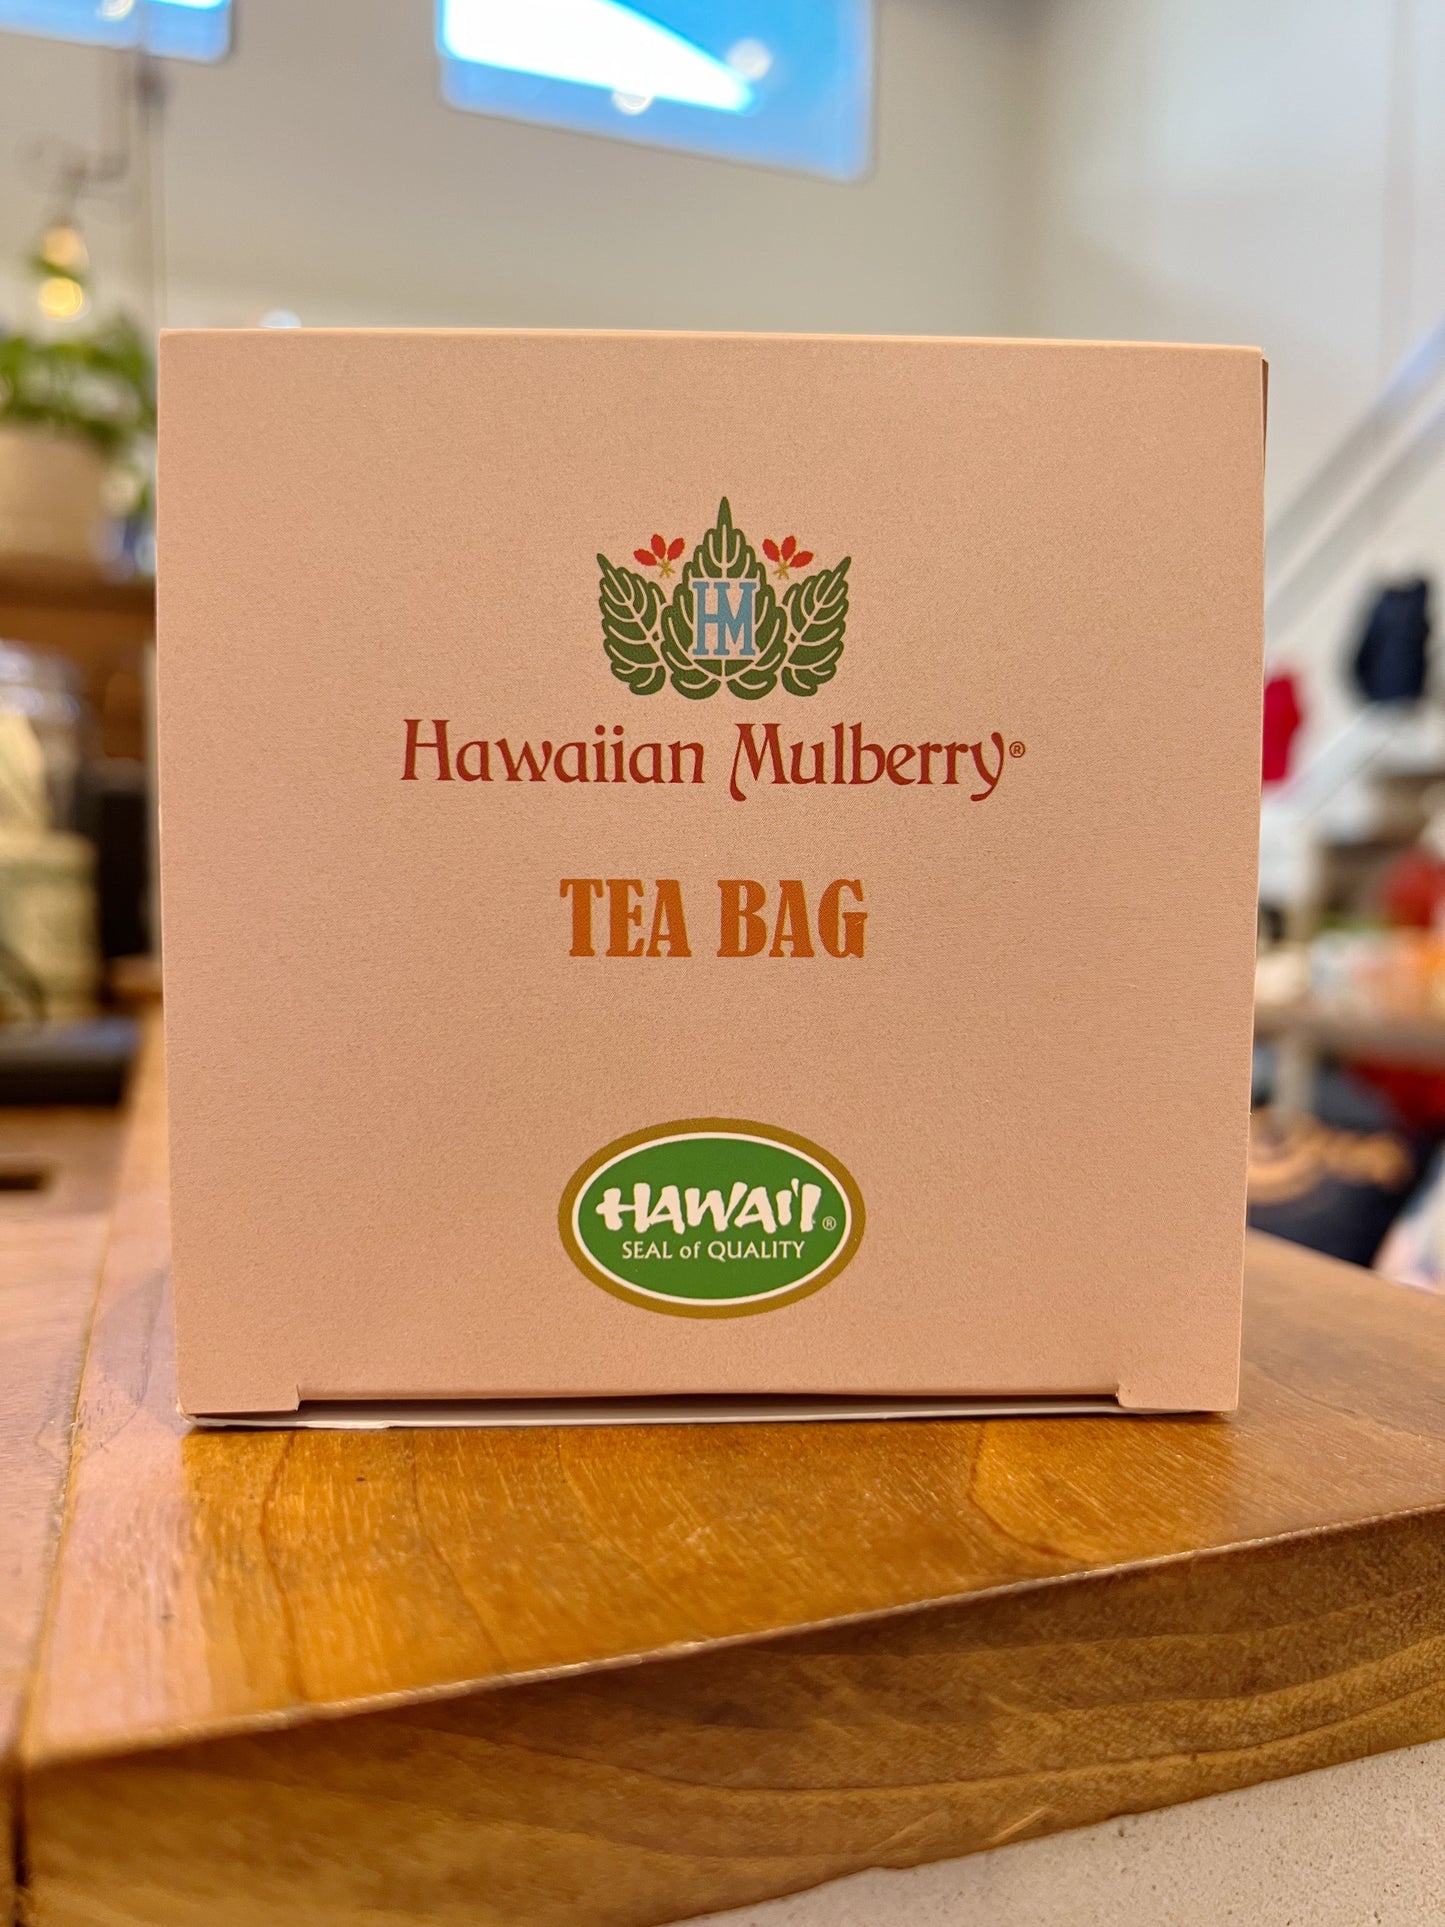 HM
Hawaiian Mulberry®
TEA BAG
HAWAI'I®
SEAL of QUALITY